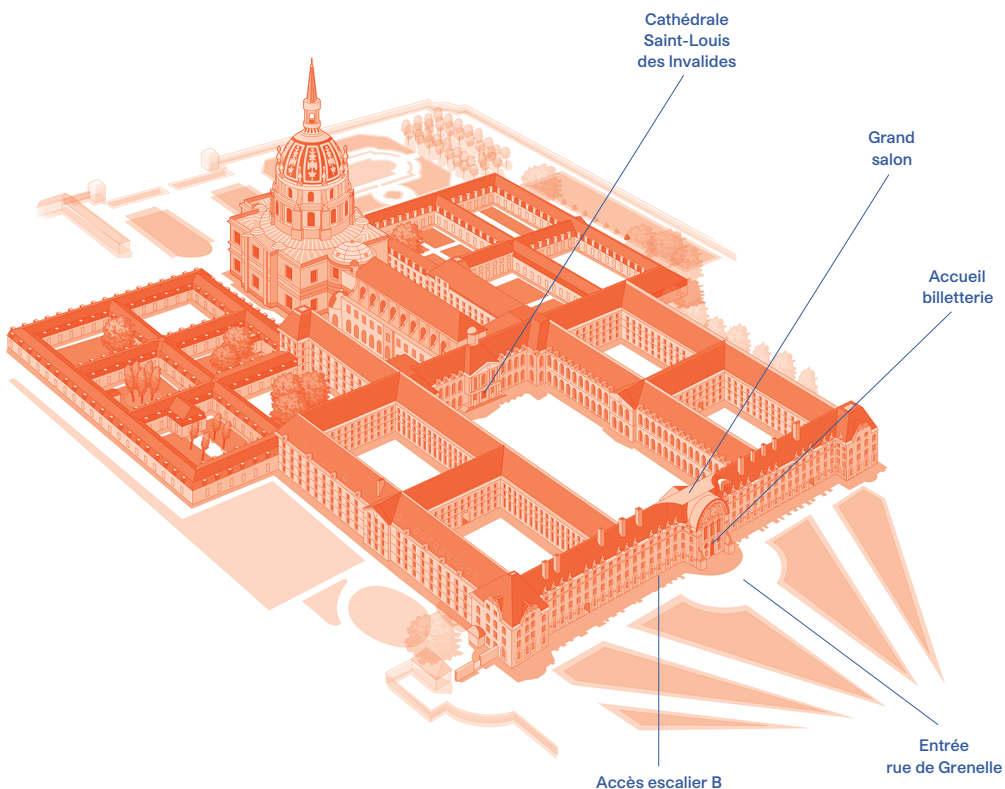 Cathédrale
Saint-Louis
des Invalides
Grand
salon
Accueil
billetterie
Entrée
rue de Grenelle
Accès escalier B